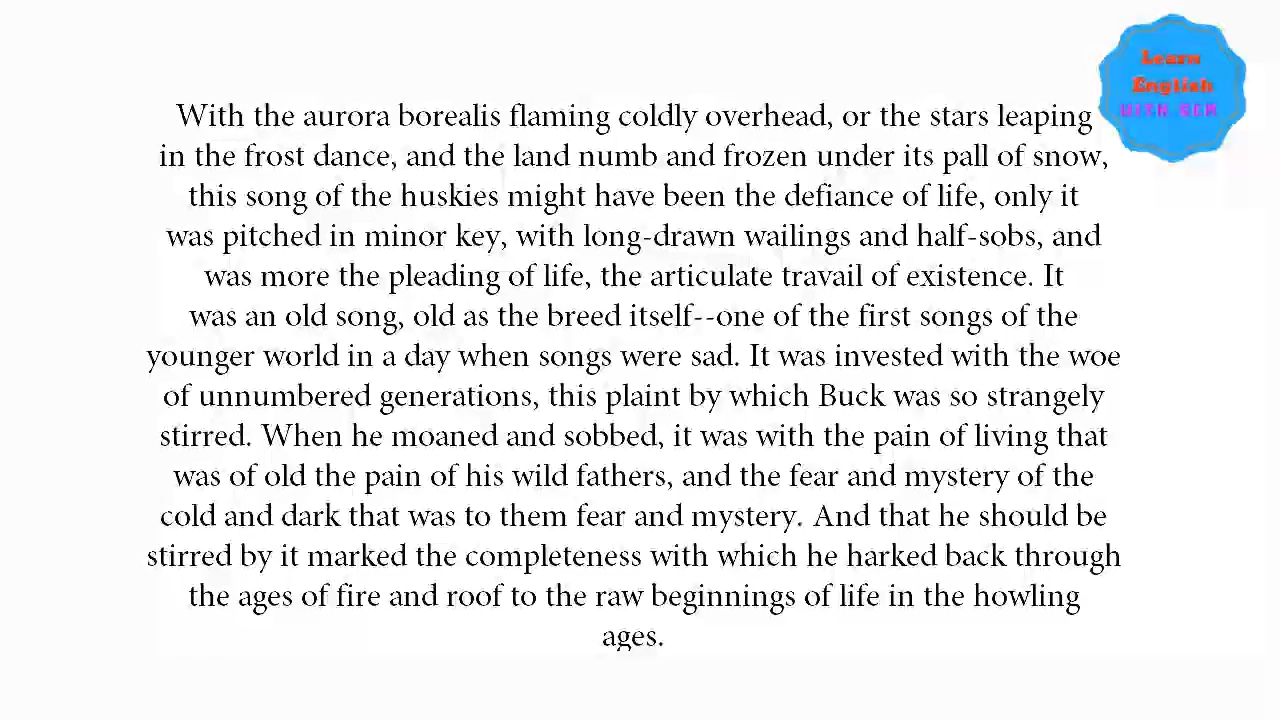 Learn
English
With the aurora borealis flaming coldly overhead, or the stars leaping
in the frost dance, and the land numb and frozen under its pall of snow,
this song of the huskies might have been the defiance of life, only it
was pitched in minor key, with long-drawn wailings and half-sobs, and
was more the pleading of life, the articulate travail of existence. It
was an old song, old as the breed itself--one of the first songs of the
younger world in a day when songs were sad. It was invested with the woe
of unnumbered generations, this plaint by which Buck was so strangely
stirred. When he moaned and sobbed, it was with the pain of living that
was of old the pain of his wild fathers, and the fear and mystery of the
cold and dark that was to them fear and mystery. And that he should be
stirred by it marked the completeness with which he harked back through
the ages of fire and roof to the raw beginnings of life in the howling
ages.